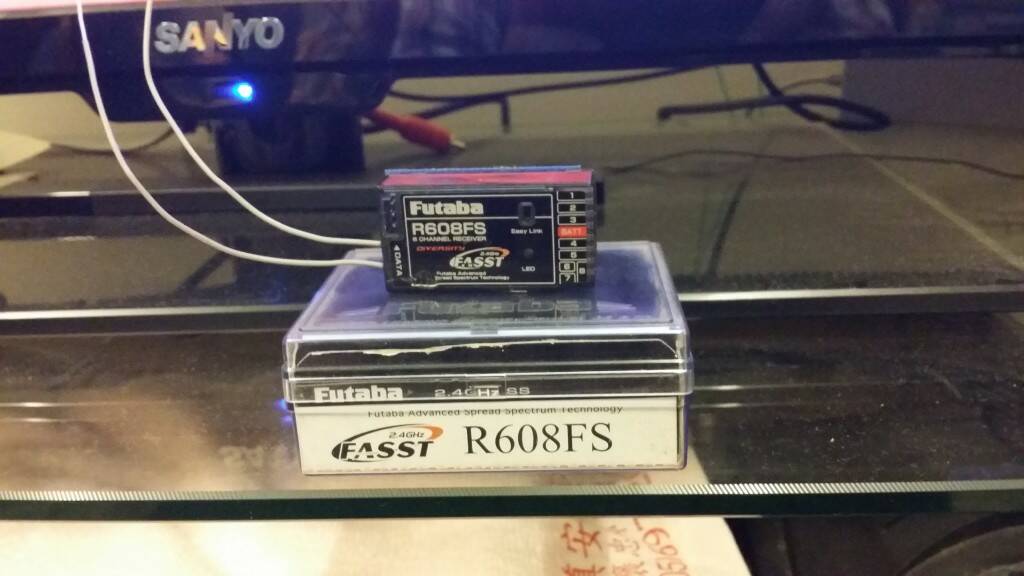 SANYO
Futaba
R608FS
8 CHANNEL RECEIVER
Easy Link
DIVERSITY
2.4GHz
FASST
Futaba Advanced
Spread Spectrum Technology
LED
DATA
1
2
3
BATT
4
5
6
7
8
Futaba 2.4GHz SS
Futaba Advanced Spread Spectrum Technology
2.4GHz
FASST R608FS
安
0569